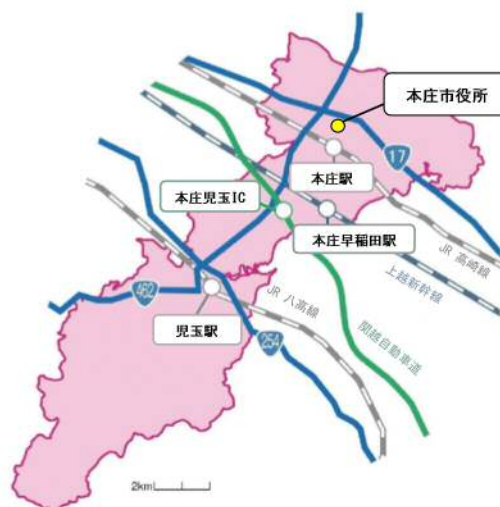 本庄市役所
17
本庄駅
本庄児玉IC
本庄早稲田駅
JR 高崎線
上越新幹線
JR 八高線
462
児玉駅
254
関越自動車道
2km